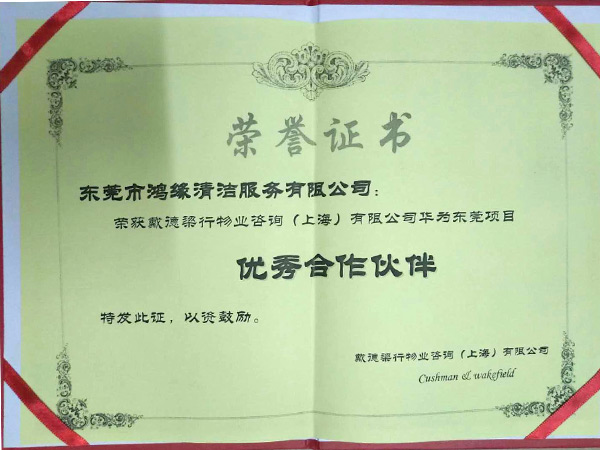 荣誉证书
东莞市鸿缘清洁服务有限公司：
荣获戴德梁行物业咨询（上海）有限公司华为东莞项目
优秀合作伙伴
特发此证，以资鼓励。
戴德梁行物业咨询（上海）有限公司
Cushman & wakefield